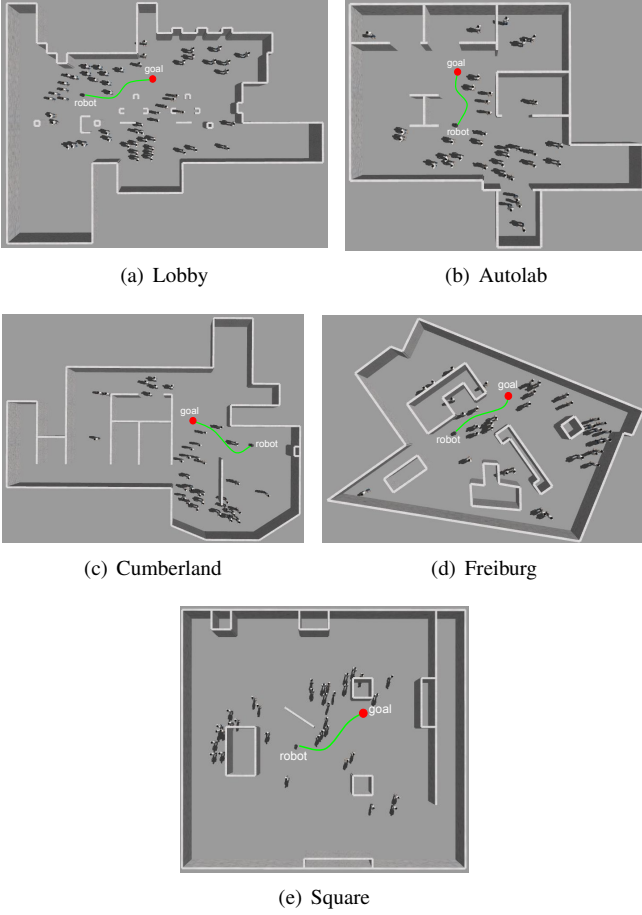 goal
robot
(a) Lobby
goal
robot
(b) Autolab
goal
robot
(c) Cumberland
goal
robot
(d) Freiburg
goal
robot
(e) Square